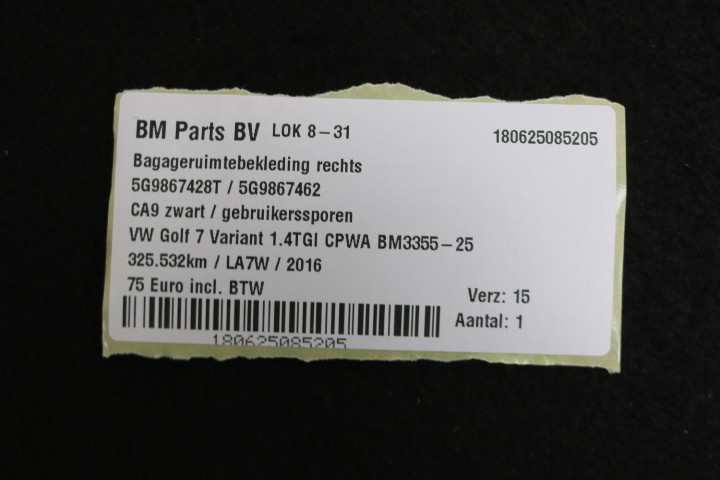 BM Parts BV LOK 8-31 180625085205
Bagageruimtebekleding rechts
5G9867428T / 5G9867462
CA9 zwart / gebruikerssporen
VW Golf 7 Variant 1.4TGI CPWA BM3355-25
325.532km / LA7W / 2016
75 Euro incl. BTW
Verz: 15
Aantal: 1
180625085205